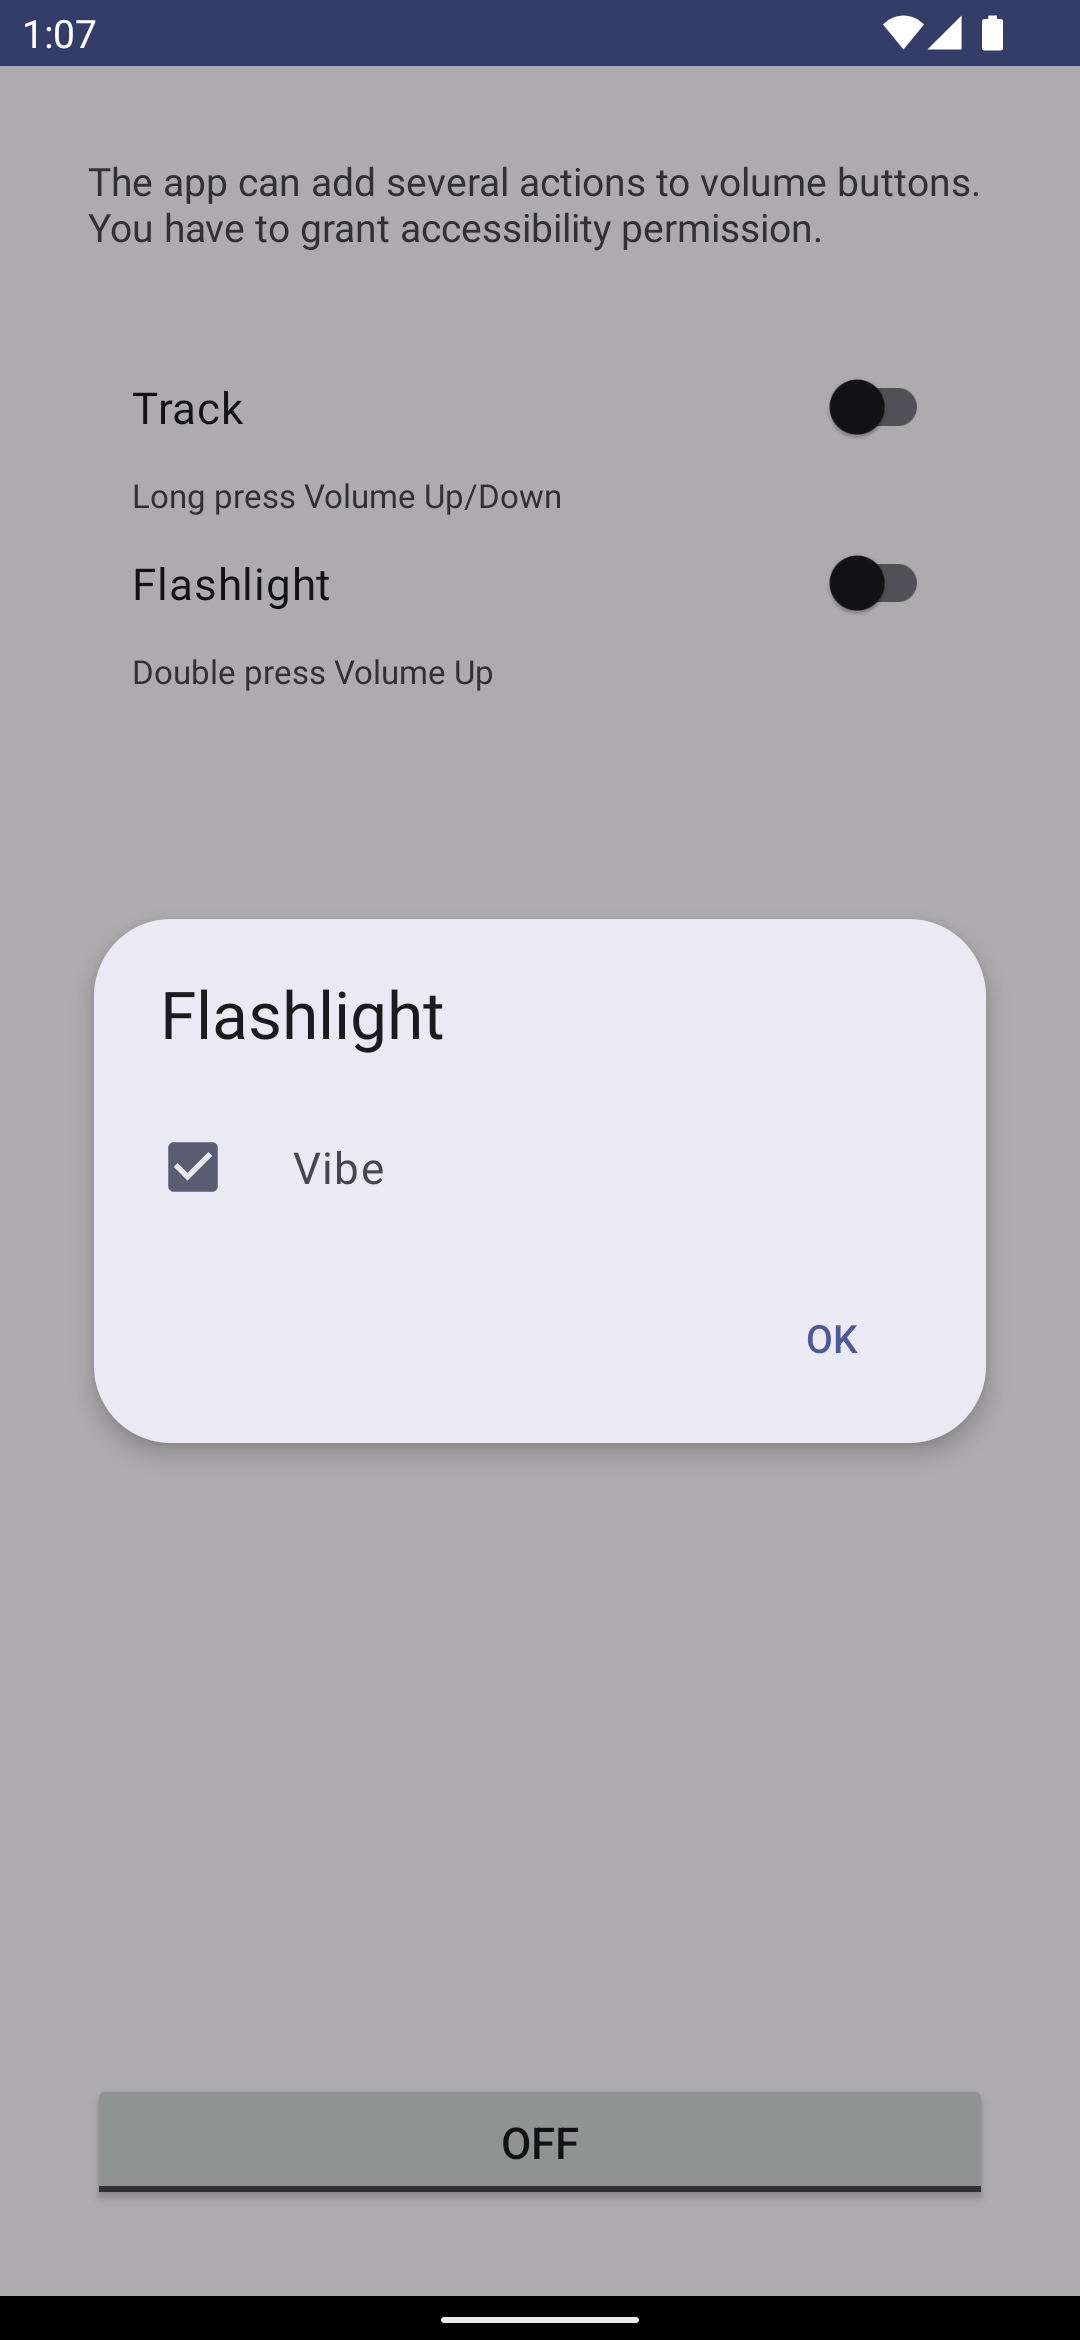 1:07
The app can add several actions to volume buttons.
You have to grant accessibility permission.
Track
Long press Volume Up/Down
Flashlight
Double press Volume Up
Flashlight
Vibe
OK
OFF